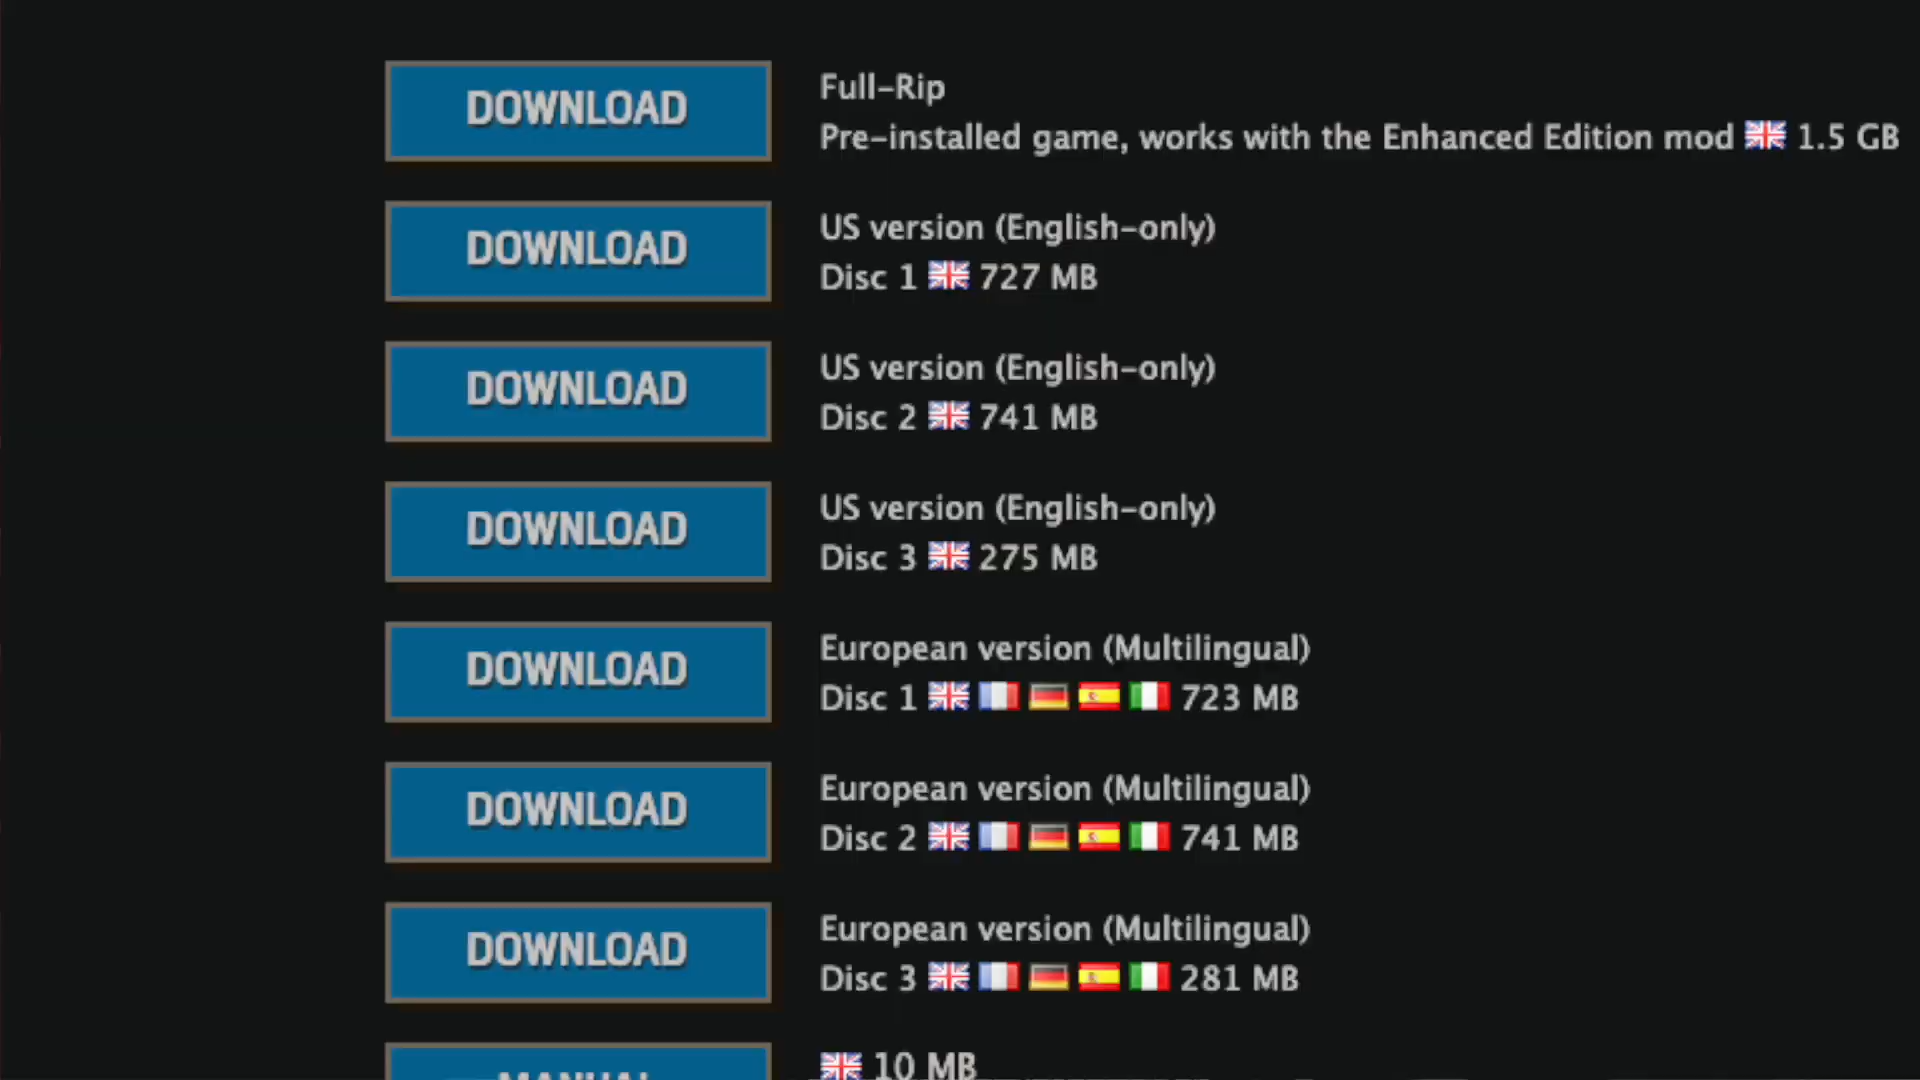 DOWNLOAD
Full-Rip
Pre-installed game, works with the Enhanced Edition mod 1.5 GB
DOWNLOAD
US version (English-only)
Disc 1 727 MB
DOWNLOAD
US version (English-only)
Disc 2 741 MB
DOWNLOAD
US version (English-only)
Disc 3 275 MB
DOWNLOAD
European version (Multilingual)
Disc 1 723 MB
DOWNLOAD
European version (Multilingual)
Disc 2 741 MB
DOWNLOAD
European version (Multilingual)
Disc 3 281 MB
MANUAL
10 MB